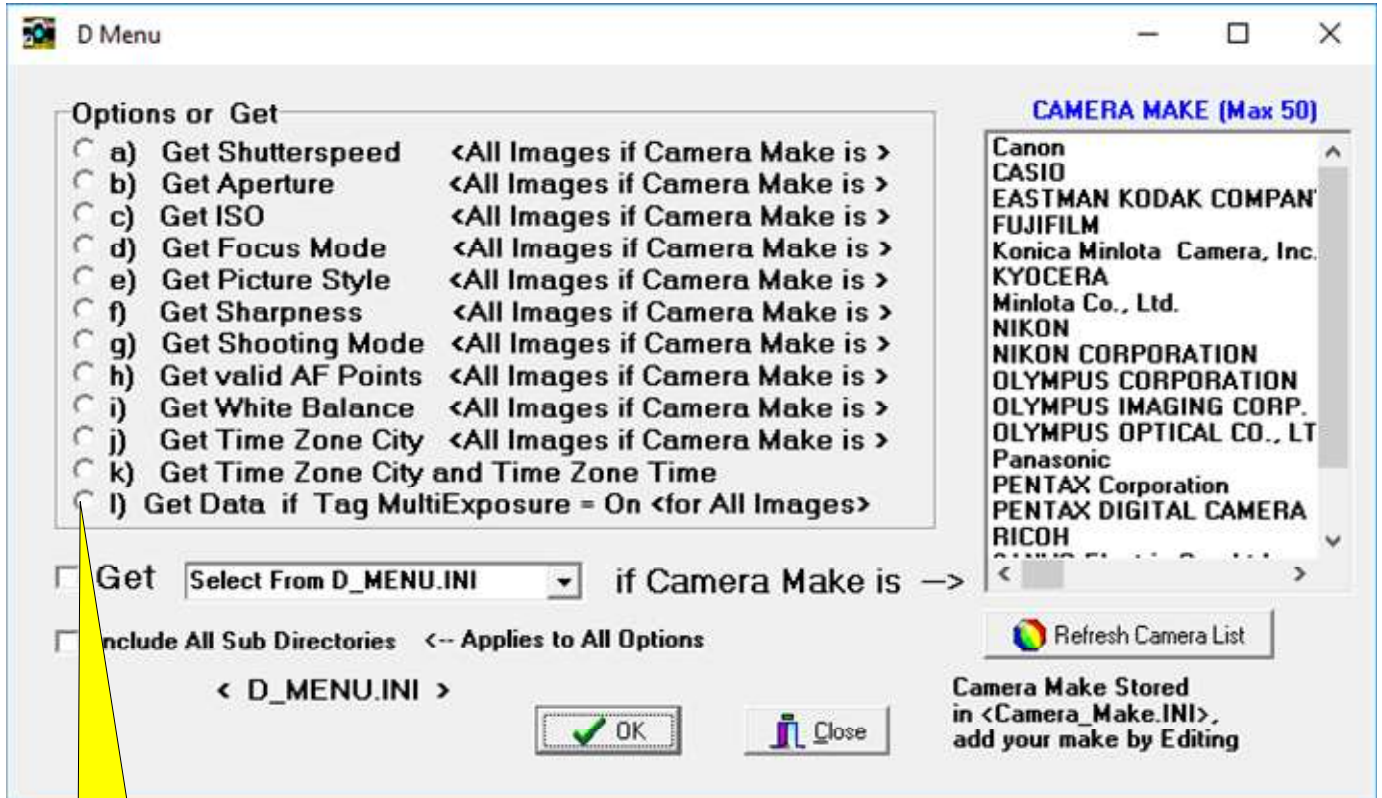 D Menu
Options or Get
a) Get Shutterspeed <All Images if Camera Make is >
b) Get Aperture <All Images if Camera Make is >
c) Get ISO <All Images if Camera Make is >
d) Get Focus Mode <All Images if Camera Make is >
e) Get Picture Style <All Images if Camera Make is >
f) Get Sharpness <All Images if Camera Make is >
g) Get Shooting Mode <All Images if Camera Make is >
h) Get valid AF Points <All Images if Camera Make is >
i) Get White Balance <All Images if Camera Make is >
j) Get Time Zone City <All Images if Camera Make is >
k) Get Time Zone City and Time Zone Time
l) Get Data if Tag MultiExposure = On <for All Images>
CAMERA MAKE (Max 50)
Canon
CASIO
EASTMAN KODAK COMPAN
FUJIFILM
Konica Minlota Camera, Inc.
KYOCERA
Minlota Co., Ltd.
NIKON
NIKON CORPORATION
OLYMPUS CORPORATION
OLYMPUS IMAGING CORP.
OLYMPUS OPTICAL CO., LT
Panasonic
PENTAX Corporation
PENTAX DIGITAL CAMERA
RICOH
Get Select From D_MENU.INI if Camera Make is -->
Include All Sub Directories <-- Applies to All Options
Refresh Camera List
< D_MENU.INI >
OK
Close
Camera Make Stored
in <Camera_Make.INI>,
add your make by Editing